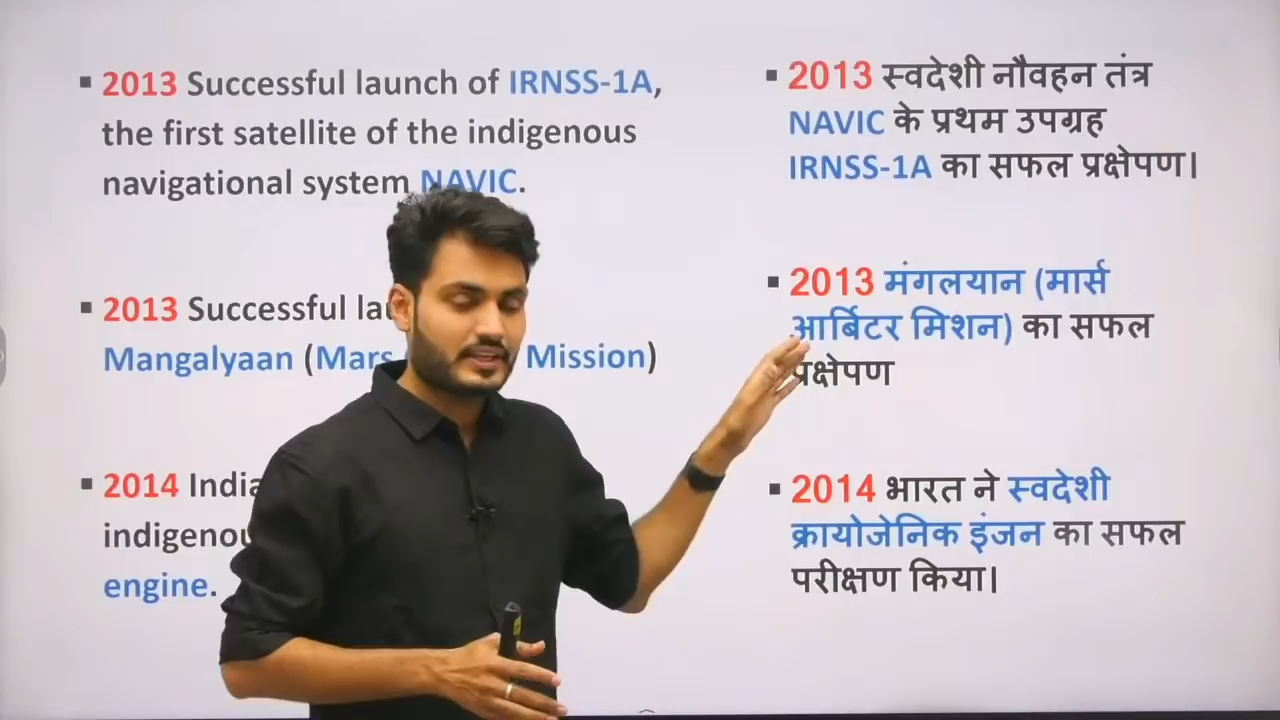 2013 Successful launch of IRNSS-1A,
the first satellite of the indigenous
navigational system NAVIC.
2013 Successful
Mangalyaan (Mars Mission)
2014 India
indigenous
engine.
2013 स्वदेशी नौवहन तंत्र
NAVIC के प्रथम उपग्रह
IRNSS-1A का सफल प्रक्षेपण।
2013 मंगलयान (मार्स
आर्बिटर मिशन) का सफल
प्रक्षेपण
2014 भारत ने स्वदेशी
क्रायोजेनिक इंजन का सफल
परीक्षण किया।